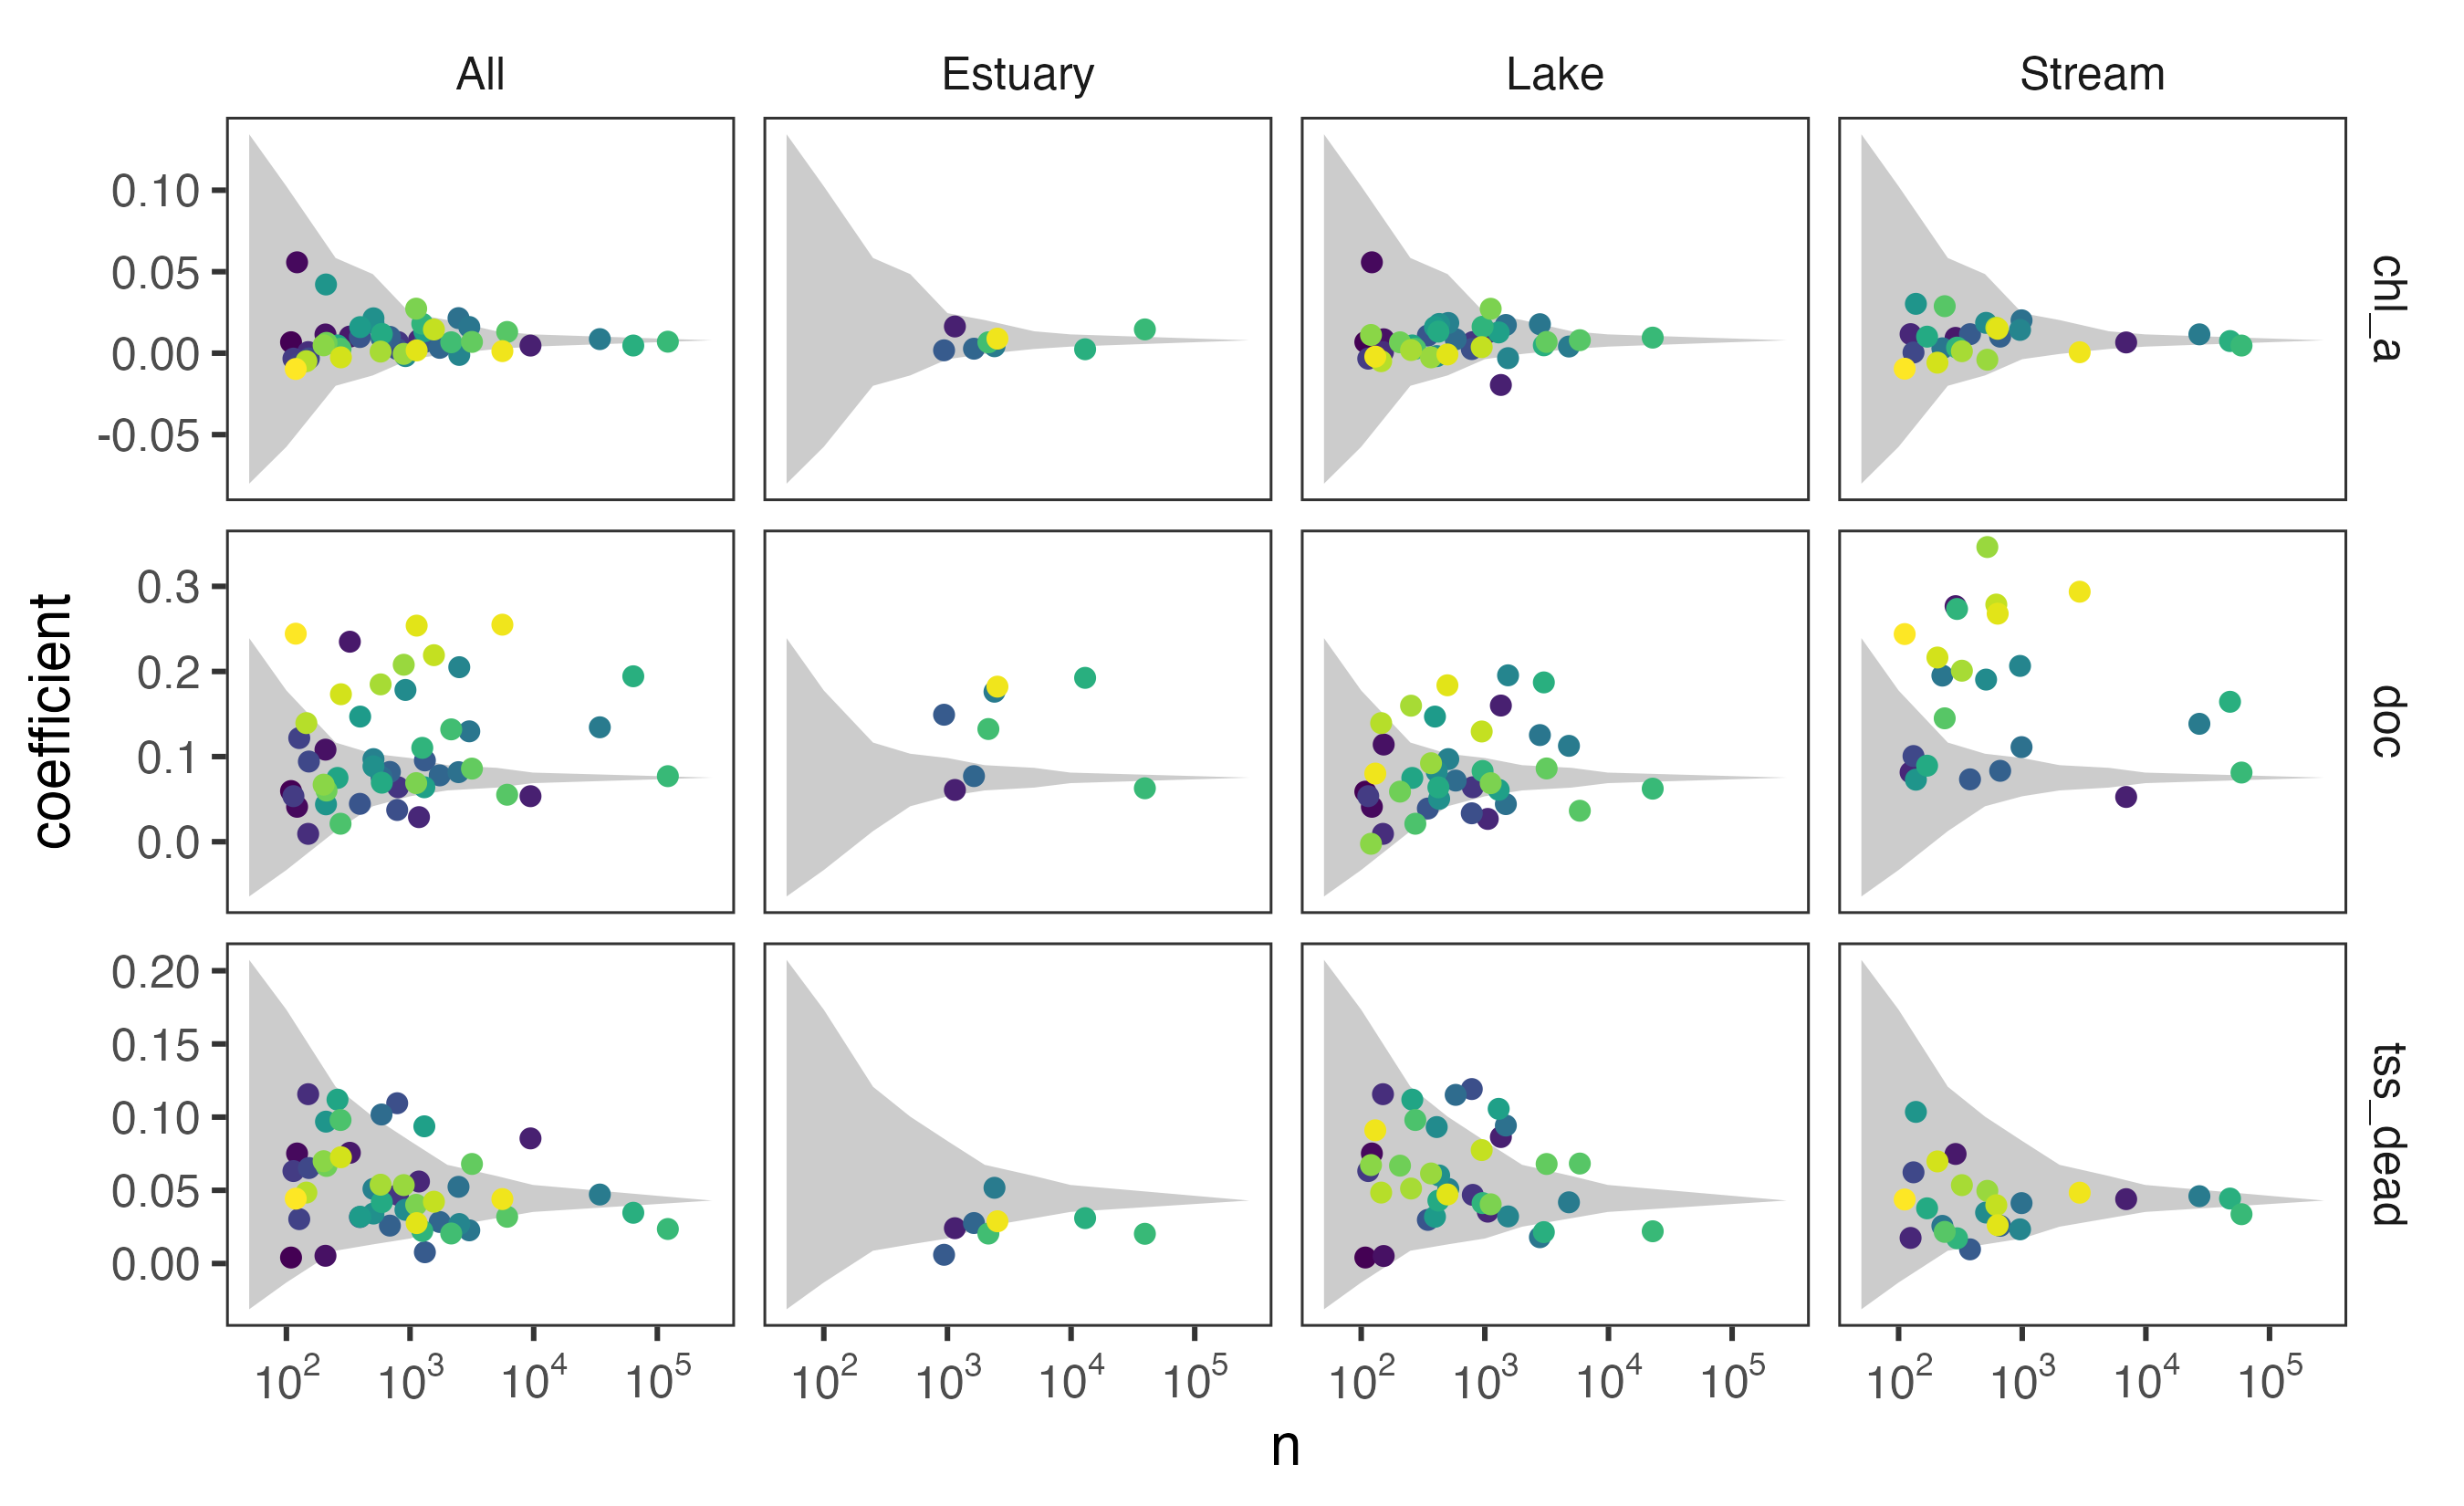 All Estuary Lake Stream
0.10
0.05
0.00
-0.05
chl_a
0.3
0.2
0.1
0.0
doc
0.20
0.15
0.10
0.05
0.00
tss_dead
coefficient
10² 10³ 10⁴ 10⁵ 10² 10³ 10⁴ 10⁵ 10² 10³ 10⁴ 10⁵ 10² 10³ 10⁴ 10⁵
n